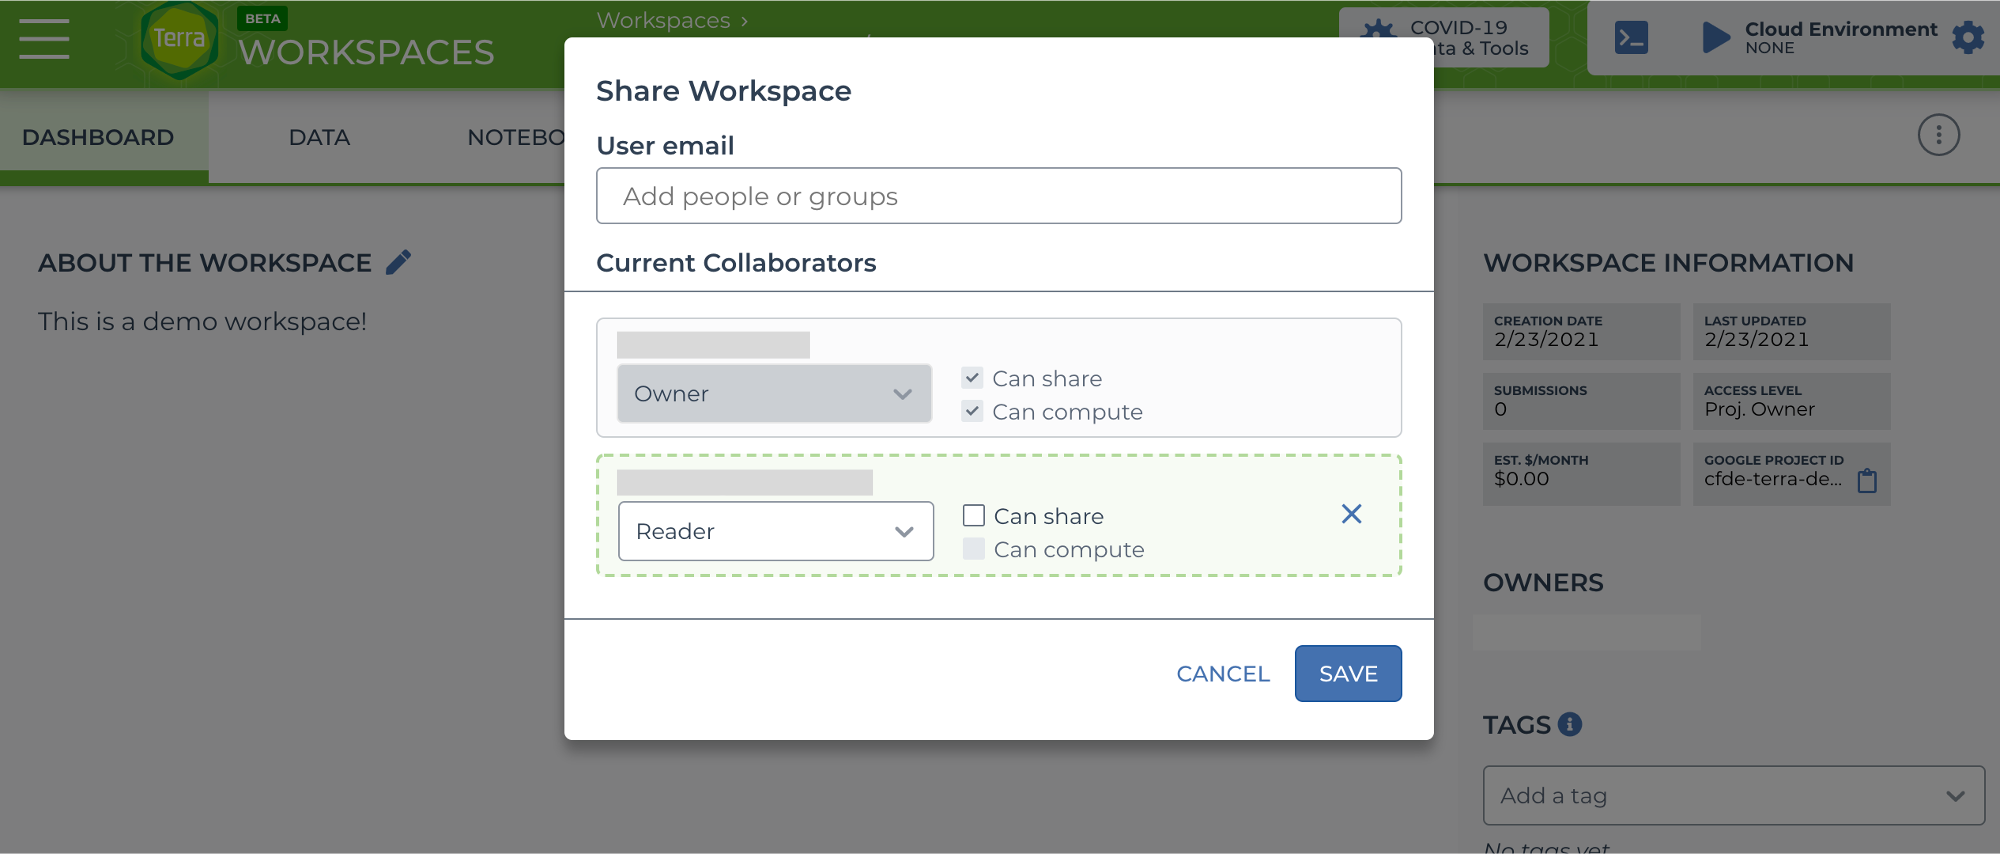 Terra
BETA
WORKSPACES
Workspaces ›
COVID-19
ta & Tools
Cloud Environment
NONE
DASHBOARD
DATA
NOTEBO
ABOUT THE WORKSPACE
This is a demo workspace!
Share Workspace
User email
Add people or groups
Current Collaborators
Owner
Can share
Can compute
Reader
Can share
Can compute
CANCEL
SAVE
WORKSPACE INFORMATION
CREATION DATE
2/23/2021
LAST UPDATED
2/23/2021
SUBMISSIONS
0
ACCESS LEVEL
Proj. Owner
EST. $/MONTH
$0.00
GOOGLE PROJECT ID
cfde-terra-de...
OWNERS
TAGS
Add a tag
No tags yet